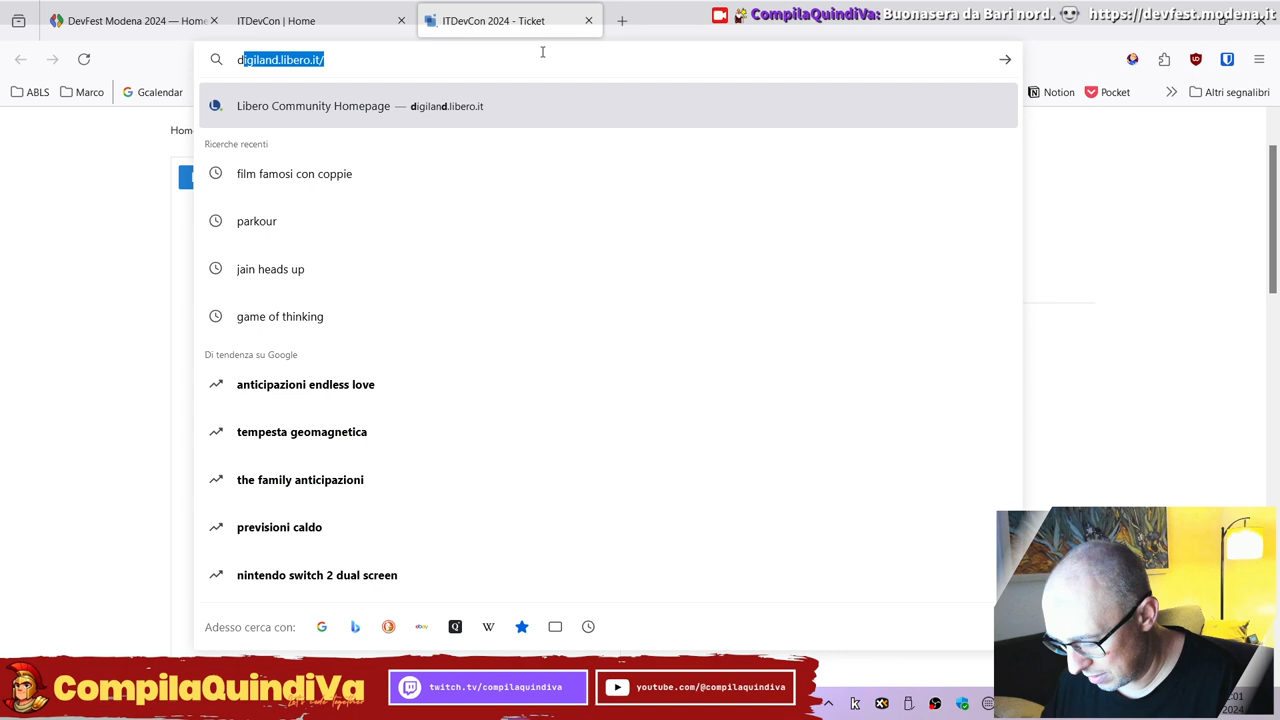 DevFest Modena 2024 — Home
ITDevCon | Home
ITDevCon 2024 - Ticket
CompilaQuindiVa: Buonasera da Bari nord. https://devfest.modena.it
digiland.libero.it/
ABLS
Marco
Gcalendar
Notion
Pocket
Altri segnalibri
Libero Community Homepage — digiland.libero.it
Hom
Ricerche recenti
film famosi con coppie
parkour
jain heads up
game of thinking
Di tendenza su Google
anticipazioni endless love
tempesta geomagnetica
the family anticipazioni
previsioni caldo
nintendo switch 2 dual screen
Adesso cerca con:
CompilaQuindiVa
Let's code Together
twitch.tv/compilaquindiva
youtube.com/@compilaquindiva